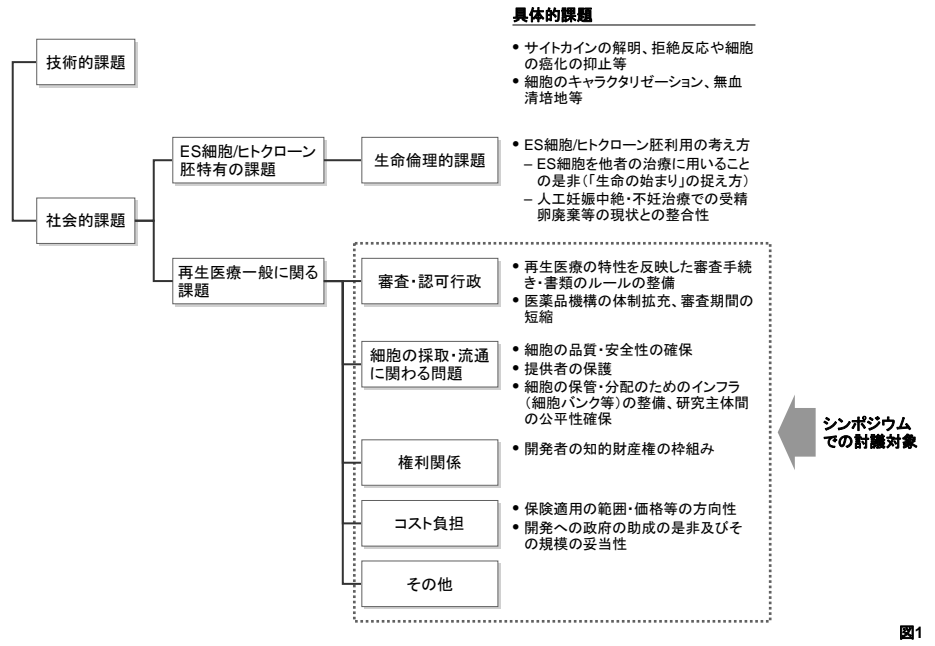 具体的課題
技術的課題
• サイトカインの解明、拒絶反応や細胞
の癌化の抑止等
• 細胞のキャラクタリゼーション、無血
清培地等
社会的課題
ES細胞/ヒトクローン
胚特有の課題
生命倫理的課題
• ES細胞/ヒトクローン胚利用の考え方
– ES細胞を他者の治療に用いること
の是非(「生命の始まり」の捉え方)
– 人工妊娠中絶・不妊治療での受精
卵廃棄等の現状との整合性
再生医療一般に関る
課題
審査・認可行政
• 再生医療の特性を反映した審査手続
き・書類のルールの整備
• 医薬品機構の体制拡充、審査期間の
短縮
細胞の採取・流通
に関わる問題
• 細胞の品質・安全性の確保
• 提供者の保護
• 細胞の保管・分配のためのインフラ
(細胞バンク等)の整備、研究主体間
の公平性確保
権利関係
• 開発者の知的財産権の枠組み
コスト負担
• 保険適用の範囲・価格等の方向性
• 開発への政府の助成の是非及びそ
の規模の妥当性
その他
シンポジウム
での討議対象
図1